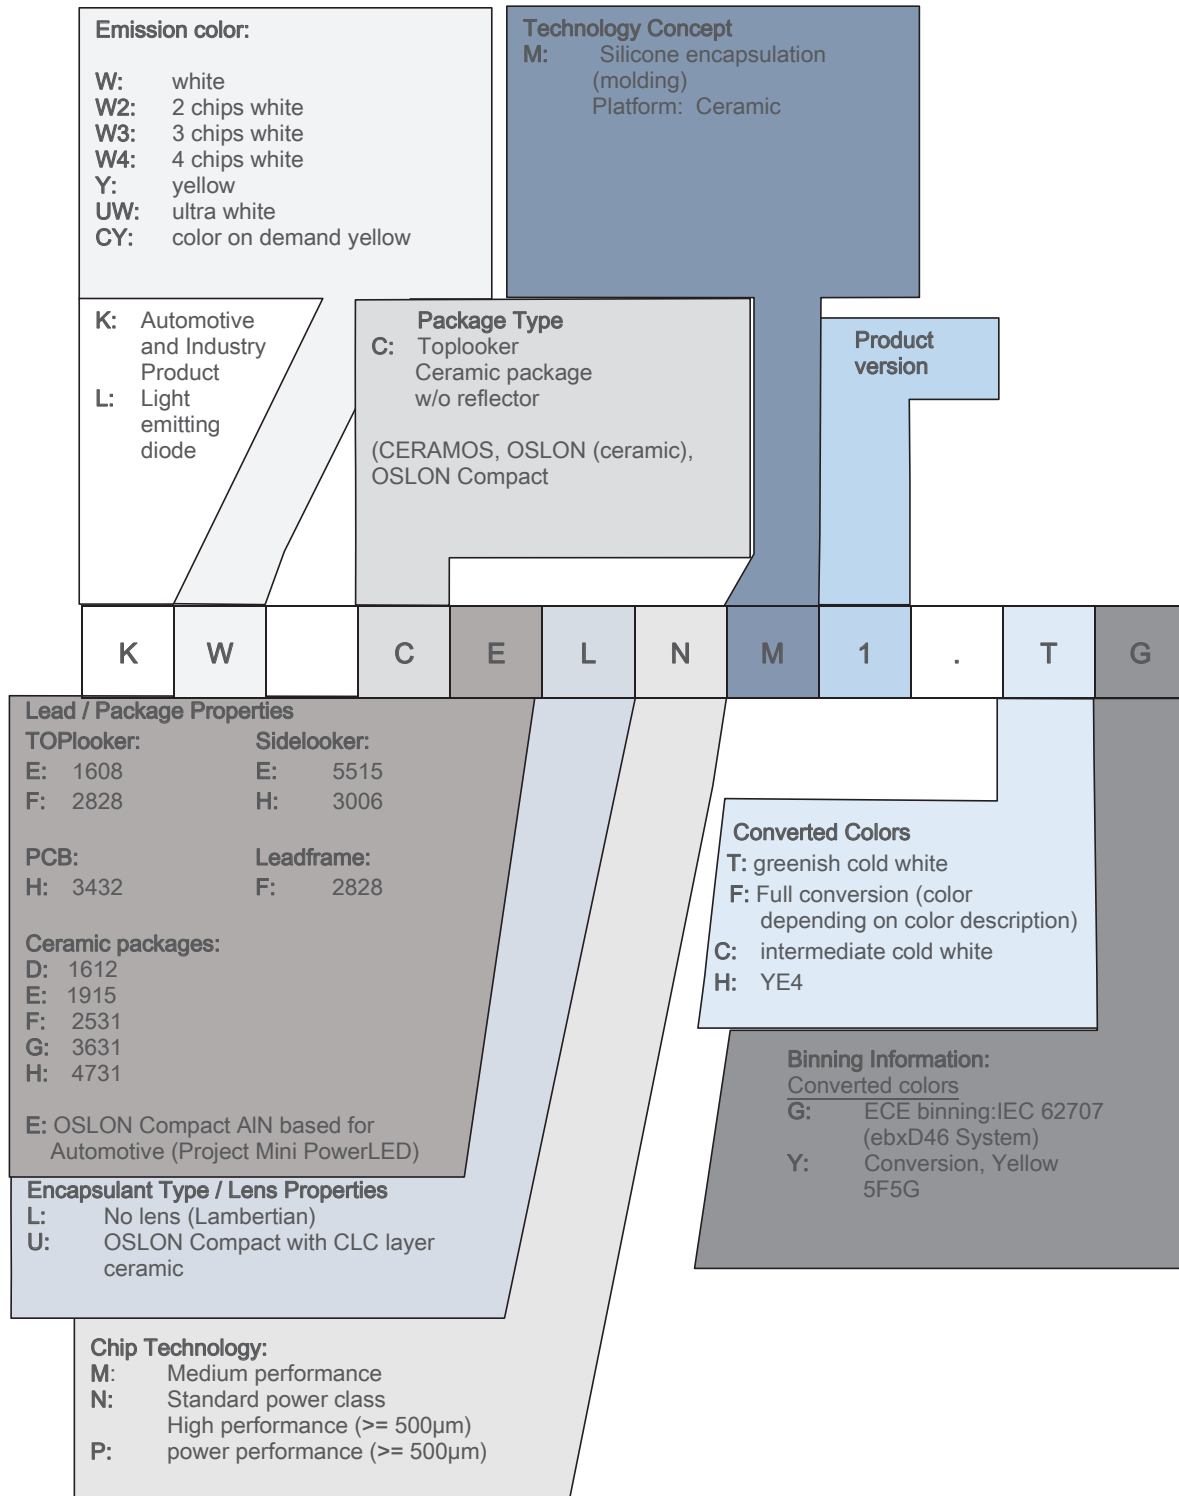 Emission color:
W: white
W2: 2 chips white
W3: 3 chips white
W4: 4 chips white
Y: yellow
UW: ultra white
CY: color on demand yellow
Technology Concept
M: Silicone encapsulation
(molding)
Platform: Ceramic
K: Automotive
and Industry
Product
L: Light
emitting
diode
Package Type
C: Toplooker
Ceramic package
w/o reflector
(CERAMOS, OSLON (ceramic),
OSLON Compact
Product
version
K W C E L N M 1 . T G
Lead / Package Properties
TOPlooker: Sidelooker:
E: 1608 E: 5515
F: 2828 H: 3006
PCB: Leadframe:
H: 3432 F: 2828
Ceramic packages:
D: 1612
E: 1915
F: 2531
G: 3631
H: 4731
E: OSLON Compact AlN based for
Automotive (Project Mini PowerLED)
Encapsulant Type / Lens Properties
L: No lens (Lambertian)
U: OSLON Compact with CLC layer
ceramic
Chip Technology:
M: Medium performance
N: Standard power class
High performance (>= 500µm)
P: power performance (>= 500µm)
Converted Colors
T: greenish cold white
F: Full conversion (color
depending on color description)
C: intermediate cold white
H: YE4
Binning Information:
Converted colors
G: ECE binning:IEC 62707
(ebxD46 System)
Y: Conversion, Yellow
5F5G